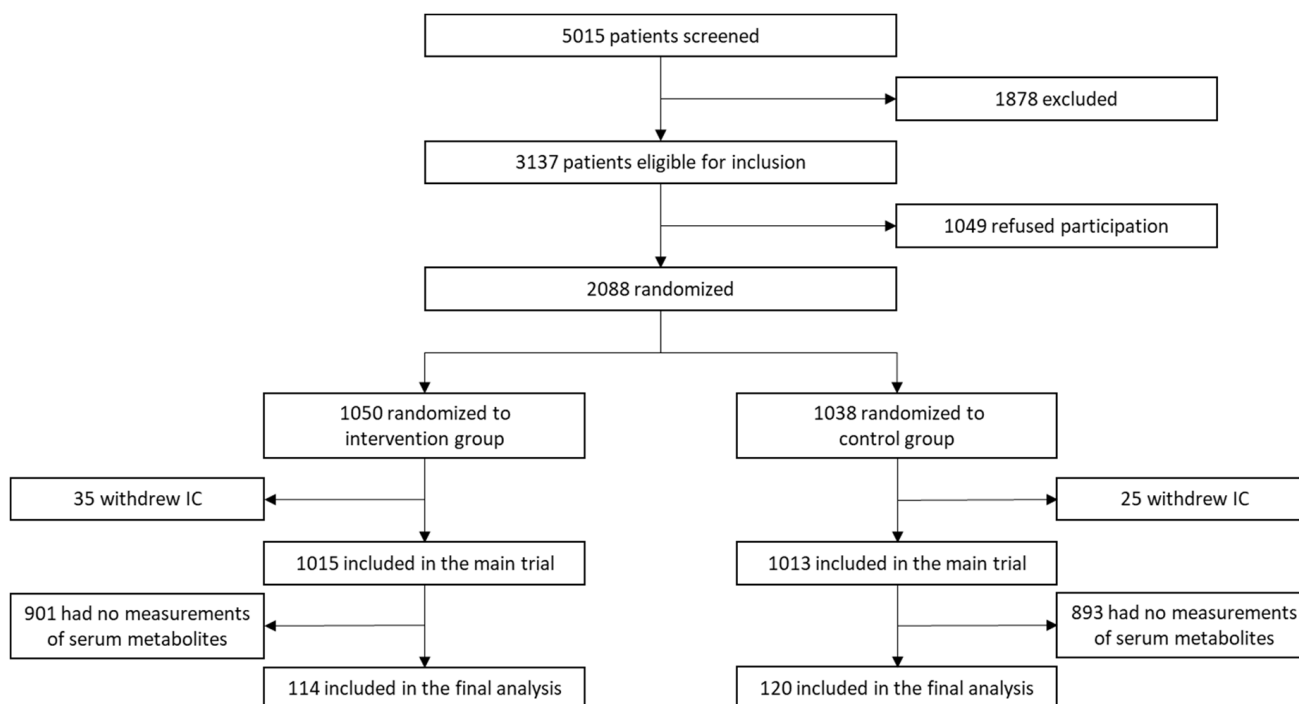 5015 patients screened
1878 excluded
3137 patients eligible for inclusion
1049 refused participation
2088 randomized
1050 randomized to
intervention group
1038 randomized to
control group
35 withdrew IC
25 withdrew IC
1015 included in the main trial
1013 included in the main trial
901 had no measurements
of serum metabolites
893 had no measurements
of serum metabolites
114 included in the final analysis
120 included in the final analysis